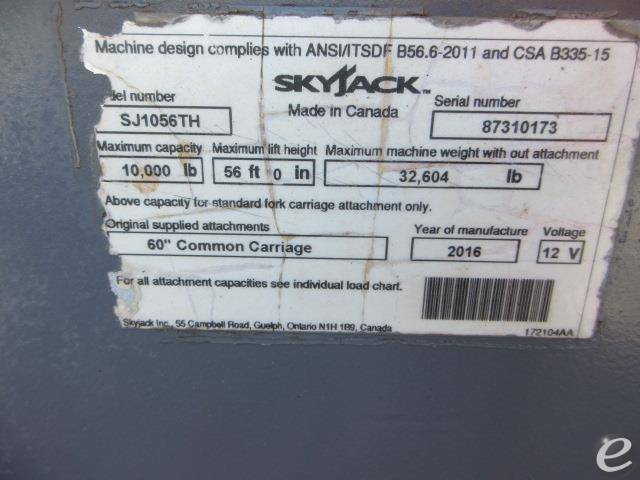 Machine design complies with ANSI/ITSDF B56.6-2011 and CSA B335-15
SKYJACK™
Made in Canada
del number
SJ1056TH
Serial number
87310173
Maximum capacity
10,000 lb
Maximum lift height
56 ft 0 in
Maximum machine weight with out attachment
32,604 lb
Above capacity for standard fork carriage attachment only.
Original supplied attachments
60" Common Carriage
Year of manufacture
2016
Voltage
12 V
For all attachment capacities see individual load chart.
Skyjack Inc., 55 Campbell Road, Guelph, Ontario N1H 1B9, Canada
172104AA
e